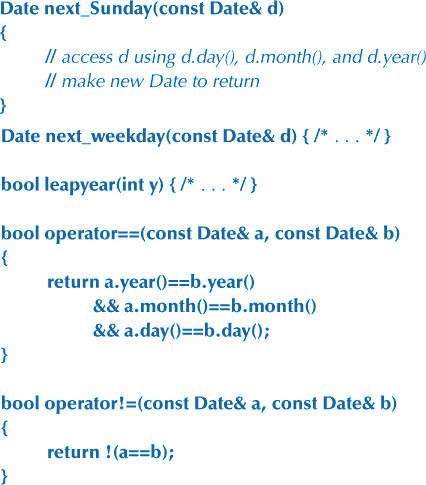 Date next_Sunday(const Date& d)
{
// access d using d.day(), d.month(), and d.year()
// make new Date to return
}
Date next_weekday(const Date& d) { /* . . . */ }
bool leapyear(int y) { /* . . . */ }
bool operator==(const Date& a, const Date& b)
{
return a.year()==b.year()
&& a.month()==b.month()
&& a.day()==b.day();
}
bool operator!=(const Date& a, const Date& b)
{
return !(a==b);
}